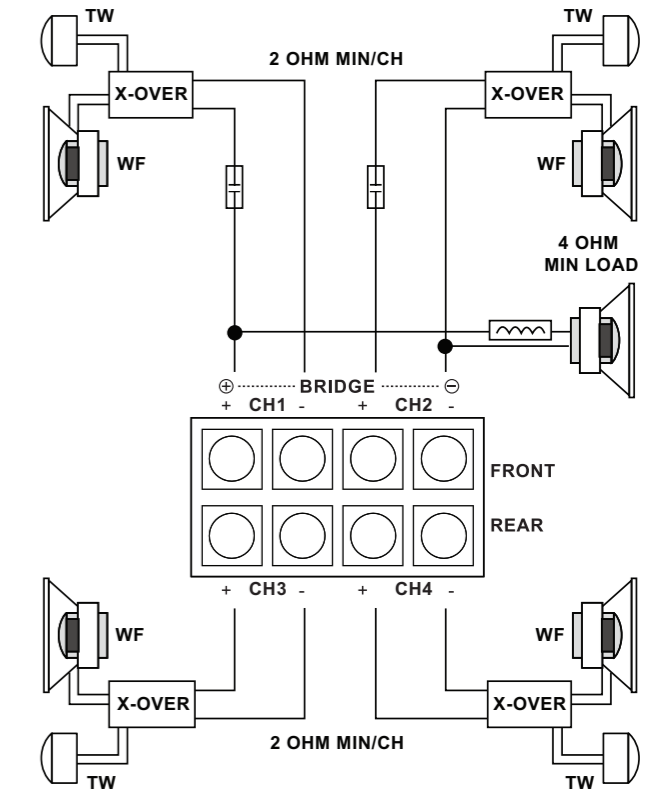 TW TW
2 OHM MIN/CH
X-OVER X-OVER
WF WF
4 OHM
MIN LOAD
⊕ BRIDGE ⊖
+ CH1 - + CH2 -
FRONT
REAR
+ CH3 - + CH4 -
WF WF
X-OVER X-OVER
2 OHM MIN/CH
TW TW